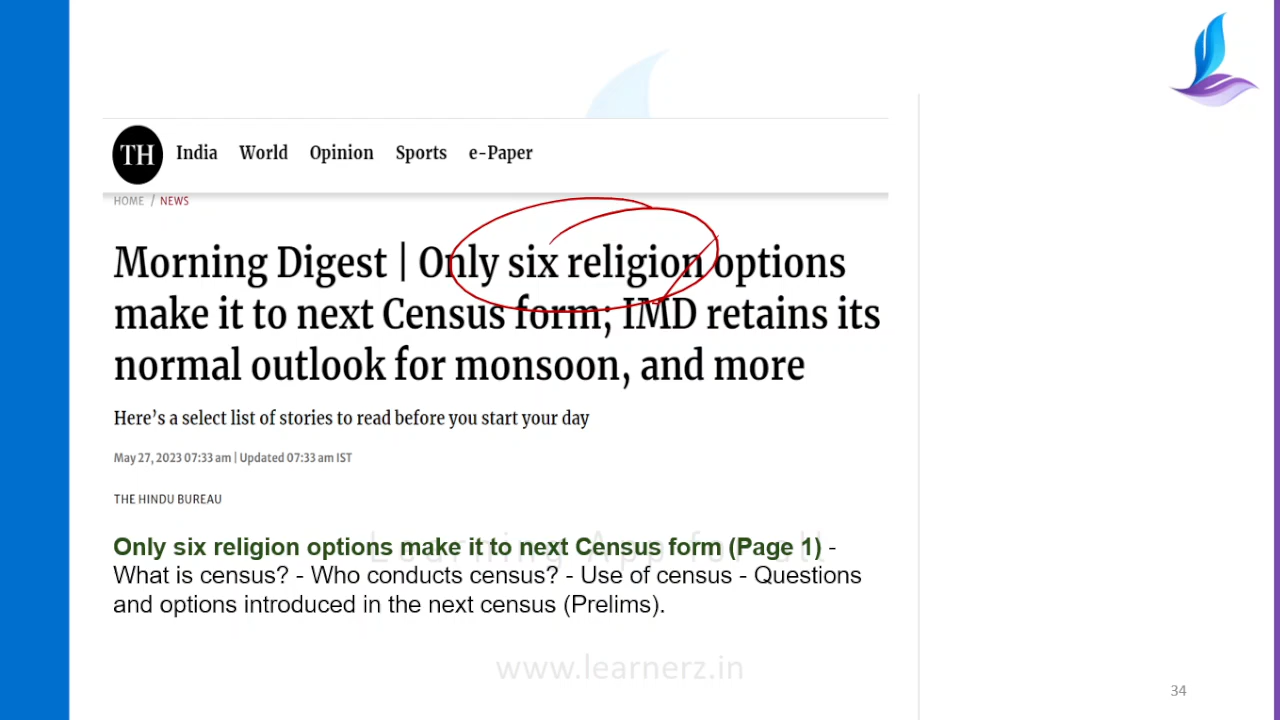 TH India World Opinion Sports e-Paper
HOME / NEWS
Morning Digest | Only six religion options
make it to next Census form; IMD retains its
normal outlook for monsoon, and more
Here's a select list of stories to read before you start your day
May 27, 2023 07:33 am | Updated 07:33 am IST
THE HINDU BUREAU
Learning App for all
Only six religion options make it to next Census form (Page 1) -
What is census? - Who conducts census? - Use of census - Questions
and options introduced in the next census (Prelims).
www.learnerz.in
34